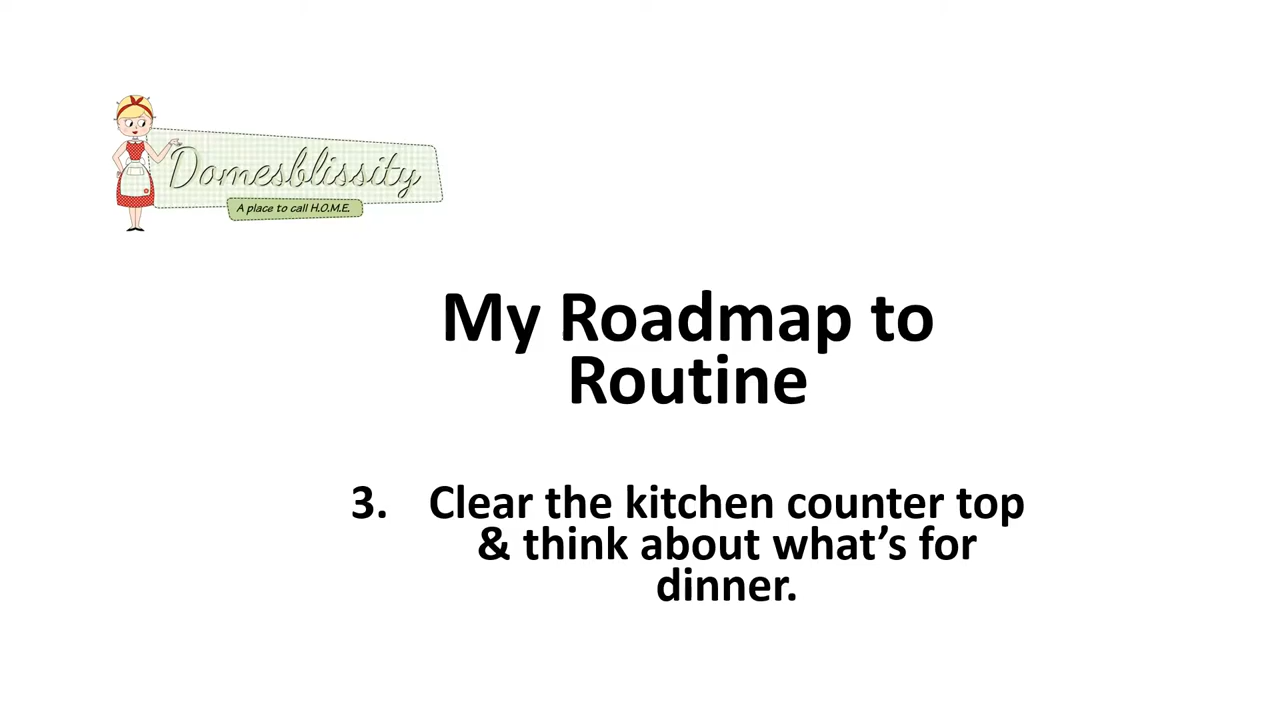 Domesblissity
A place to call H.O.M.E.
My Roadmap to
Routine
3. Clear the kitchen counter top
& think about what’s for
dinner.